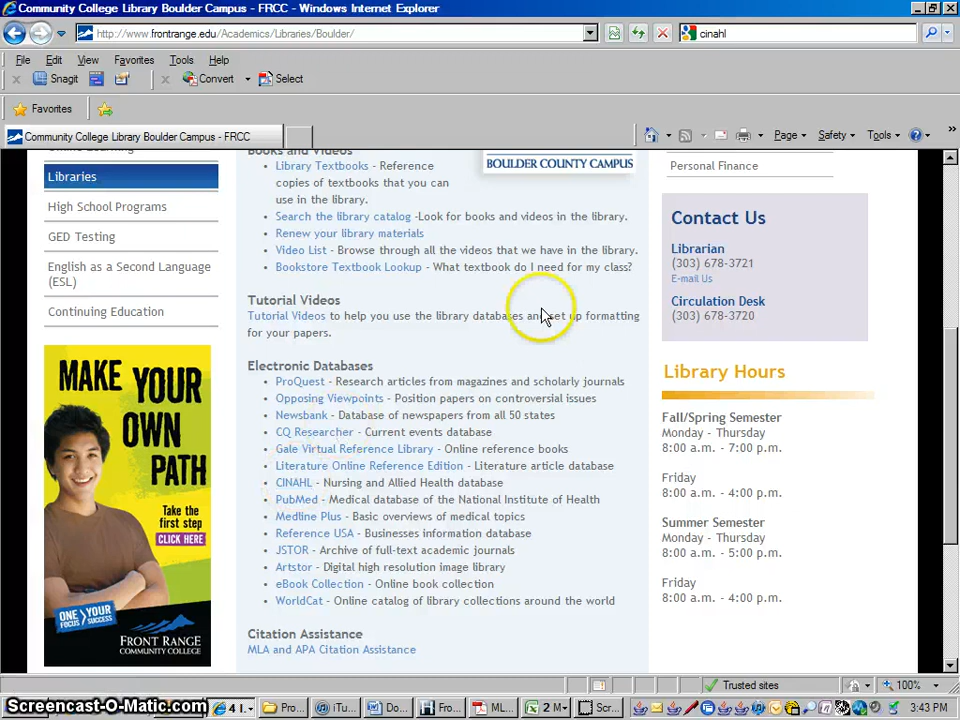 Community College Library Boulder Campus - FRCC - Windows Internet Explorer
http://www.frontrange.edu/Academics/Libraries/Boulder/
cinahl
File Edit View Favorites Tools Help
Snagit
Convert
Select
Favorites
Community College Library Boulder Campus - FRCC
Page
Safety
Tools
Libraries
High School Programs
GED Testing
English as a Second Language
(ESL)
Continuing Education
MAKE
YOUR
OWN
PATH
Take the
first step
CLICK HERE
ONE YOUR
SUCCESS
FRONT RANGE
COMMUNITY COLLEGE
Books and Videos
BOULDER COUNTY CAMPUS
Library Textbooks - Reference
copies of textbooks that you can
use in the library.
Search the library catalog -Look for books and videos in the library.
Renew your library materials
Video List - Browse through all the videos that we have in the library.
Bookstore Textbook Lookup - What textbook do I need for my class?
Tutorial Videos
Tutorial Videos to help you use the library databases and set up formatting
for your papers.
Electronic Databases
ProQuest - Research articles from magazines and scholarly journals
Opposing Viewpoints - Position papers on controversial issues
Newsbank - Database of newspapers from all 50 states
CQ Researcher - Current events database
Gale Virtual Reference Library - Online reference books
Literature Online Reference Edition - Literature article database
CINAHL - Nursing and Allied Health database
PubMed - Medical database of the National Institute of Health
Medline Plus - Basic overviews of medical topics
Reference USA - Businesses information database
JSTOR - Archive of full-text academic journals
Artstor - Digital high resolution image library
eBook Collection - Online book collection
WorldCat - Online catalog of library collections around the world
Citation Assistance
MLA and APA Citation Assistance
Personal Finance
Contact Us
Librarian
(303) 678-3721
E-mail Us
Circulation Desk
(303) 678-3720
Library Hours
Fall/Spring Semester
Monday - Thursday
8:00 a.m. - 7:00 p.m.
Friday
8:00 a.m. - 4:00 p.m.
Summer Semester
Monday - Thursday
8:00 a.m. - 5:00 p.m.
Friday
8:00 a.m. - 4:00 p.m.
Trusted sites
100%
Screencast-O-Matic.com
4 I.
Pro...
iTu...
Do...
Fro...
ML...
2 M
Scr...
3:43 PM